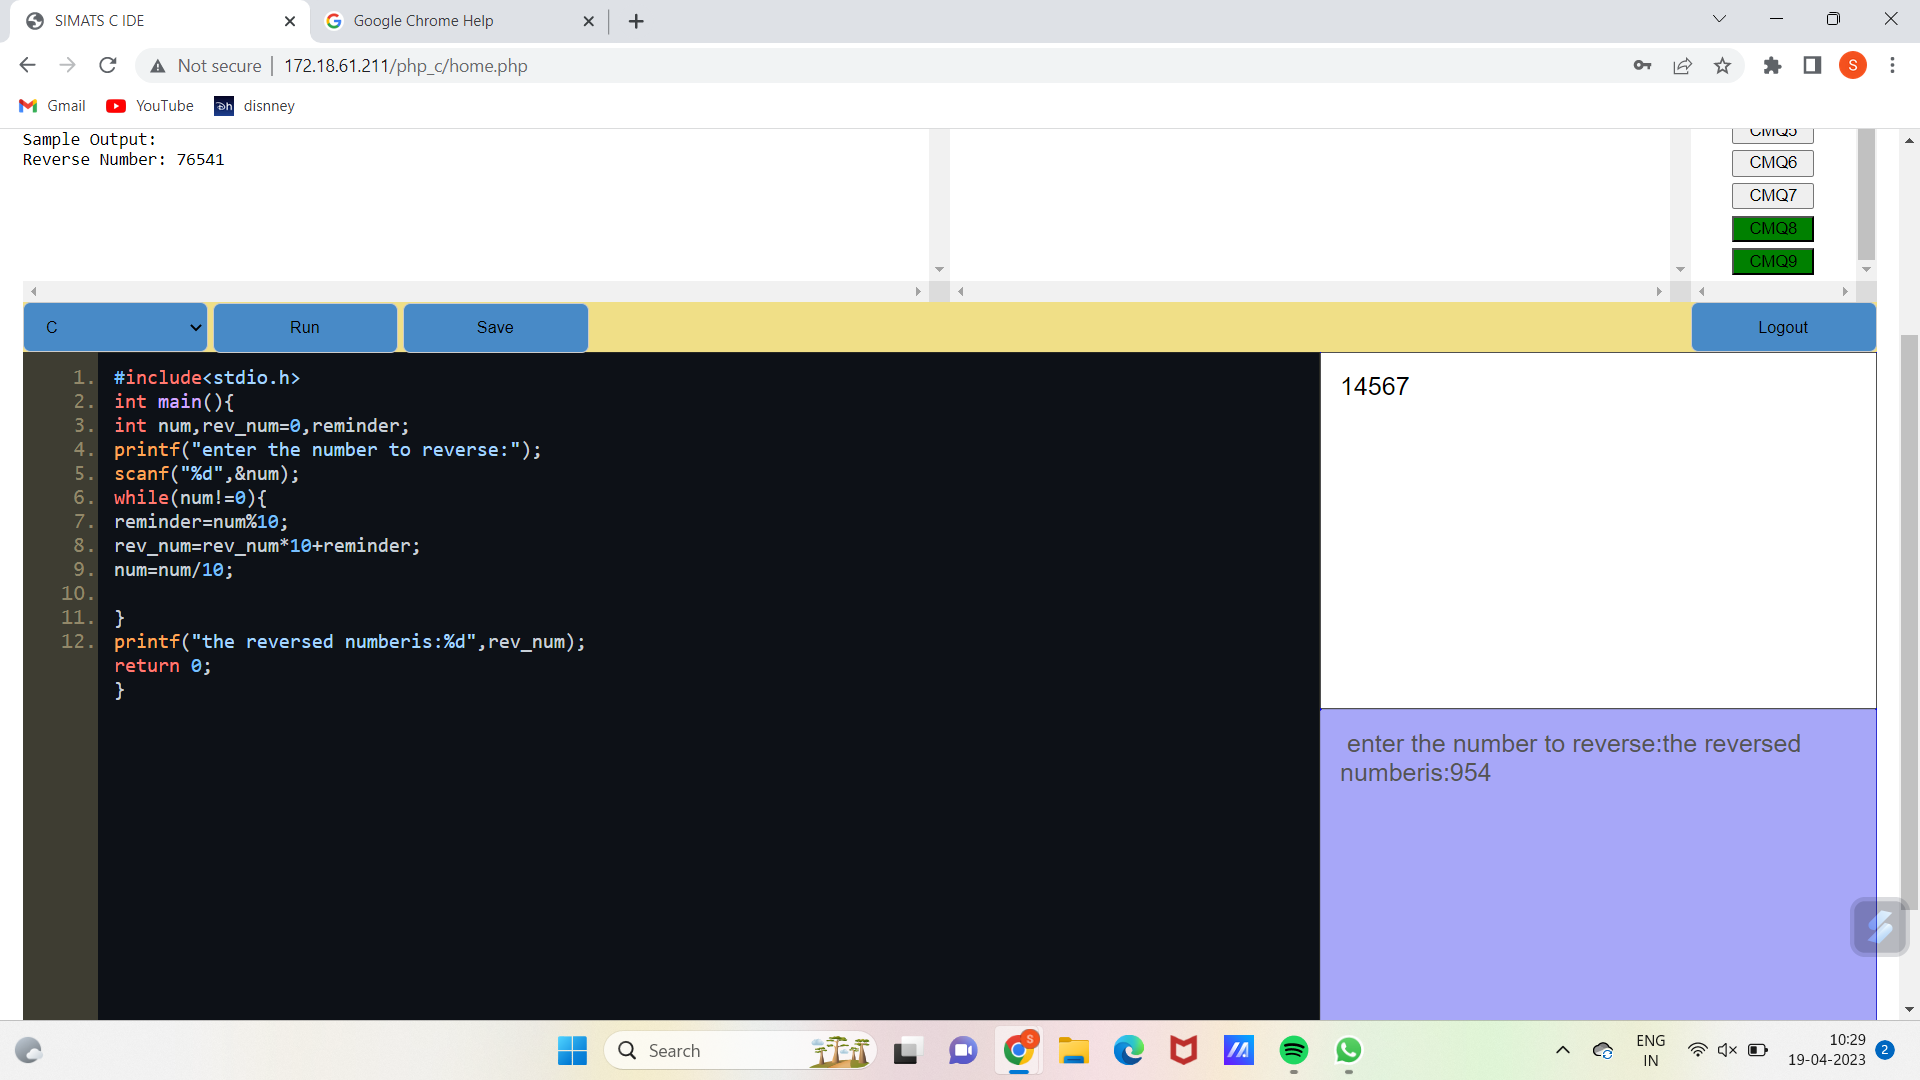 SIMATS C IDE
Google Chrome Help
Not secure
172.18.61.211/php_c/home.php
S
Gmail
YouTube
disnney
Sample Output:
Reverse Number: 76541
CMQ5
CMQ6
CMQ7
CMQ8
CMQ9
C
Run
Save
Logout
1. #include<stdio.h>
2. int main(){
3. int num,rev_num=0,reminder;
4. printf("enter the number to reverse:");
5. scanf("%d",&num);
6. while(num!=0){
7. reminder=num%10;
8. rev_num=rev_num*10+reminder;
9. num=num/10;
10.
11. }
12. printf("the reversed numberis:%d",rev_num);
return 0;
}
14567
enter the number to reverse:the reversed
numberis:954
Search
S
ENG
IN
10:29
19-04-2023
2